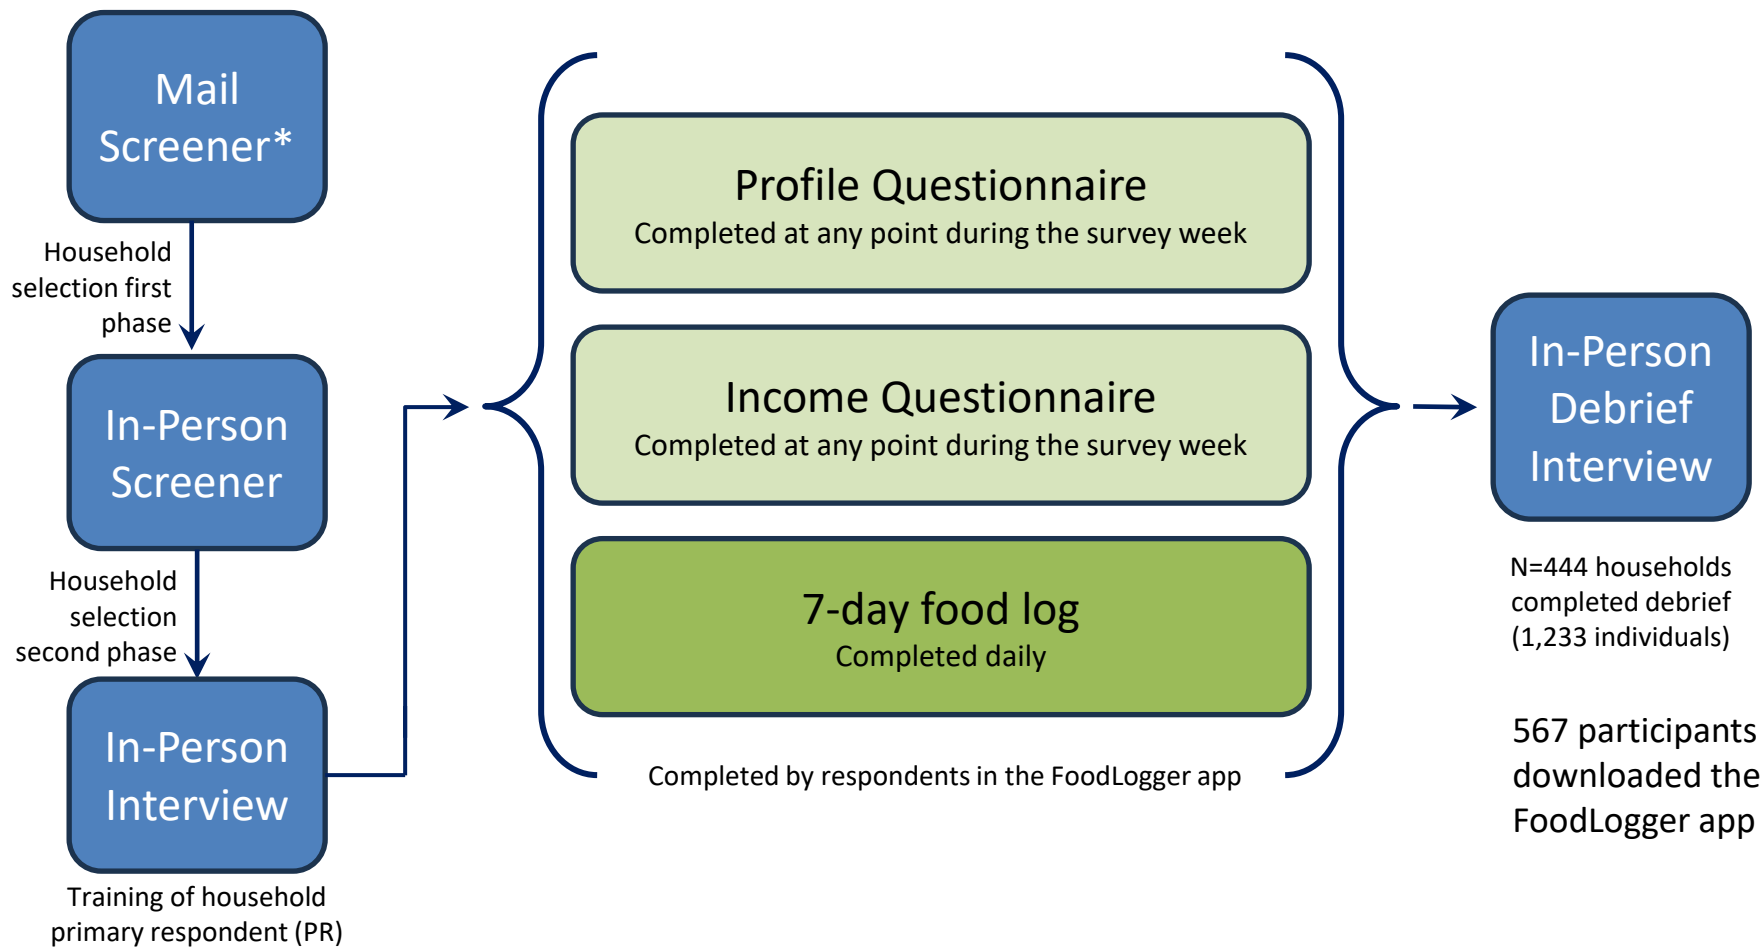 Mail
Screener*
Household
selection first
phase
In-Person
Screener
Household
selection
second phase
In-Person
Interview
Training of household
primary respondent (PR)
Profile Questionnaire
Completed at any point during the survey week
Income Questionnaire
Completed at any point during the survey week
7-day food log
Completed daily
Completed by respondents in the FoodLogger app
In-Person
Debrief
Interview
N=444 households
completed debrief
(1,233 individuals)
567 participants
downloaded the
FoodLogger app